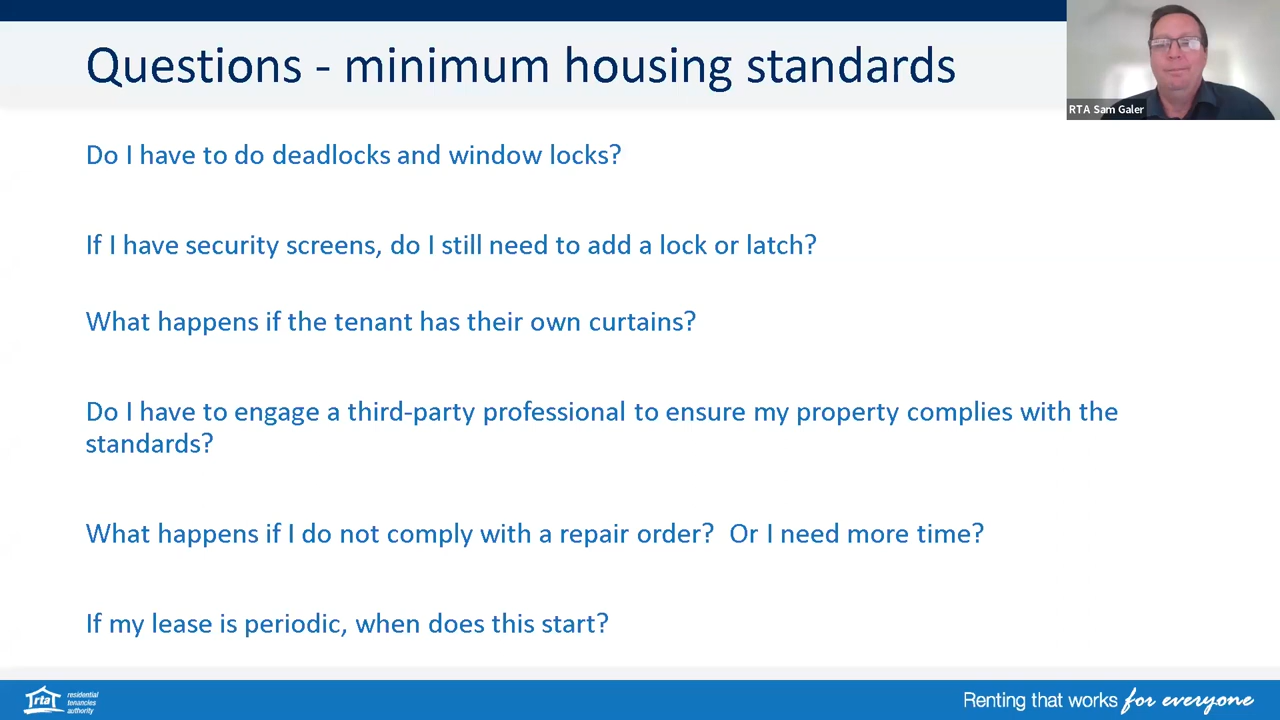 Questions - minimum housing standards
RTA Sam Galer
Do I have to do deadlocks and window locks?
If I have security screens, do I still need to add a lock or latch?
What happens if the tenant has their own curtains?
Do I have to engage a third-party professional to ensure my property complies with the
standards?
What happens if I do not comply with a repair order?  Or I need more time?
If my lease is periodic, when does this start?
rta
residential
tenancies
authority
Renting that works for everyone